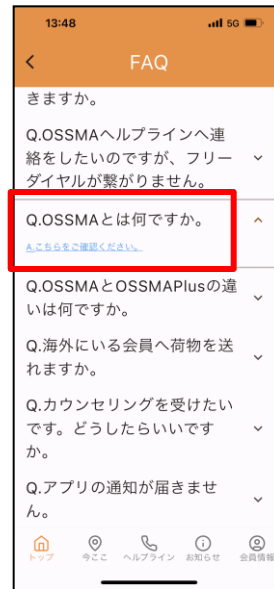 13:48
5G
FAQ
きますか。
Q.OSSMAヘルプラインへ連
絡をしたいのですが、フリー
ダイヤルが繋がりません。
Q.OSSMAとは何ですか。
A.こちらをご確認ください。
Q.OSSMAとOSSMAPlusの違
いは何ですか。
Q.海外にいる会員へ荷物を送
れますか。
Q.カウンセリングを受けたい
です。どうしたらいいです
か。
Q.アプリの通知が届きませ
ん。
トップ 今ここ ヘルプライン お知らせ 会員情報